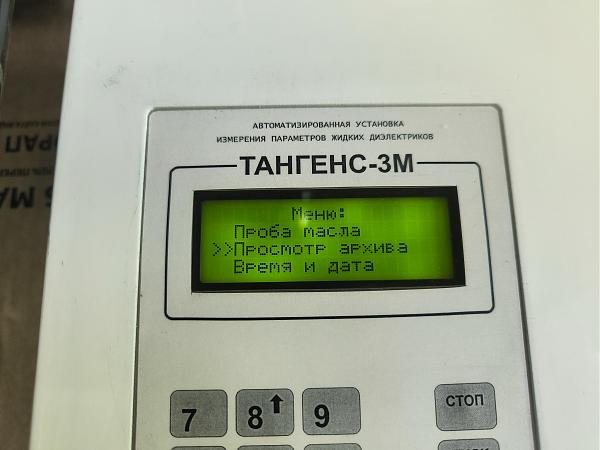 АВТОМАТИЗИРОВАННАЯ УСТАНОВКА
ИЗМЕРЕНИЯ ПАРАМЕТРОВ ЖИДКИХ ДИЭЛЕКТРИКОВ
ТАНГЕНС-3М
Меню:
Проба масла
>>Просмотр архива
Время и дата
7 8↑ 9 СТОП